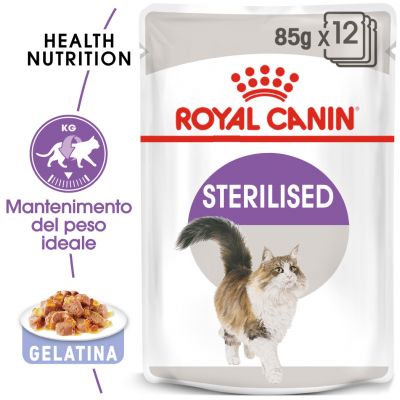 HEALTH
NUTRITION
KG
Mantenimento
del peso
ideale
GELATINA
85g x 12
ROYAL CANIN
STERILISED